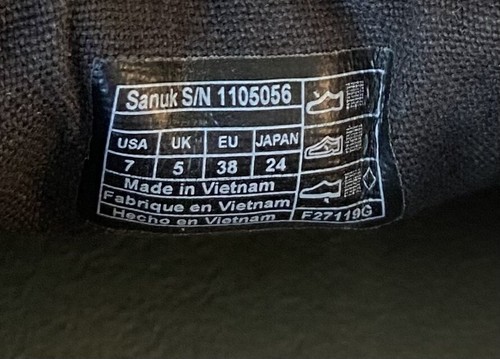 Sanuk S/N 1105056
USA UK EU JAPAN
7 5 38 24
Made in Vietnam
Fabrique en Vietnam
Hecho en Vietnam
F27119G